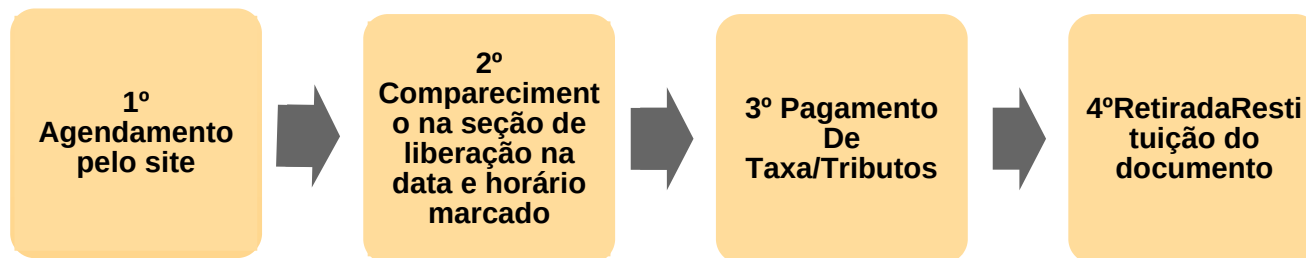 1º
Agendamento
pelo site
2º
Compareciment
o na seção de
liberação na
data e horário
marcado
3º Pagamento
De
Taxa/Tributos
4ºRetiradaResti
tuição do
documento